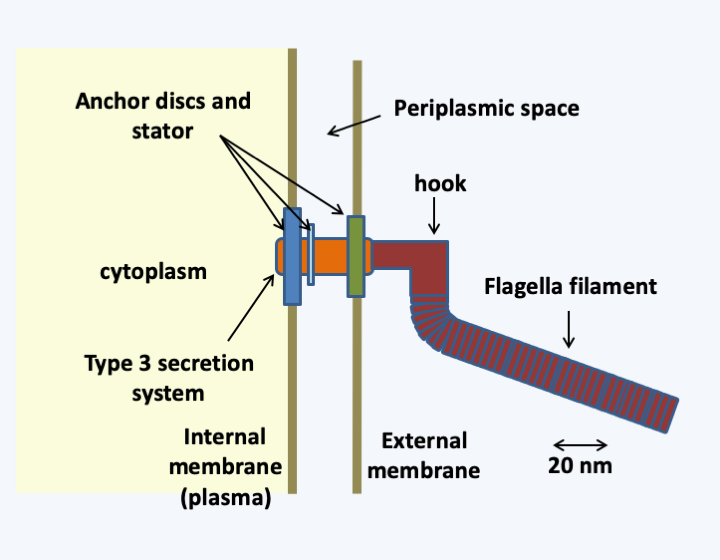 Anchor discs and
stator
Periplasmic space
hook
cytoplasm
Flagella filament
Type 3 secretion
system
Internal
membrane
(plasma)
External
membrane
20 nm